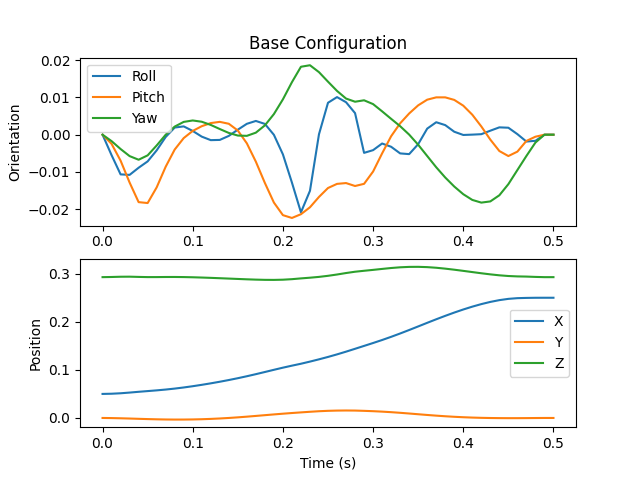 Base Configuration
Orientation
0.02
0.01
0.00
−0.01
−0.02
Roll
Pitch
Yaw
0.0 0.1 0.2 0.3 0.4 0.5
Position
0.3
0.2
0.1
0.0
X
Y
Z
0.0 0.1 0.2 0.3 0.4 0.5
Time (s)